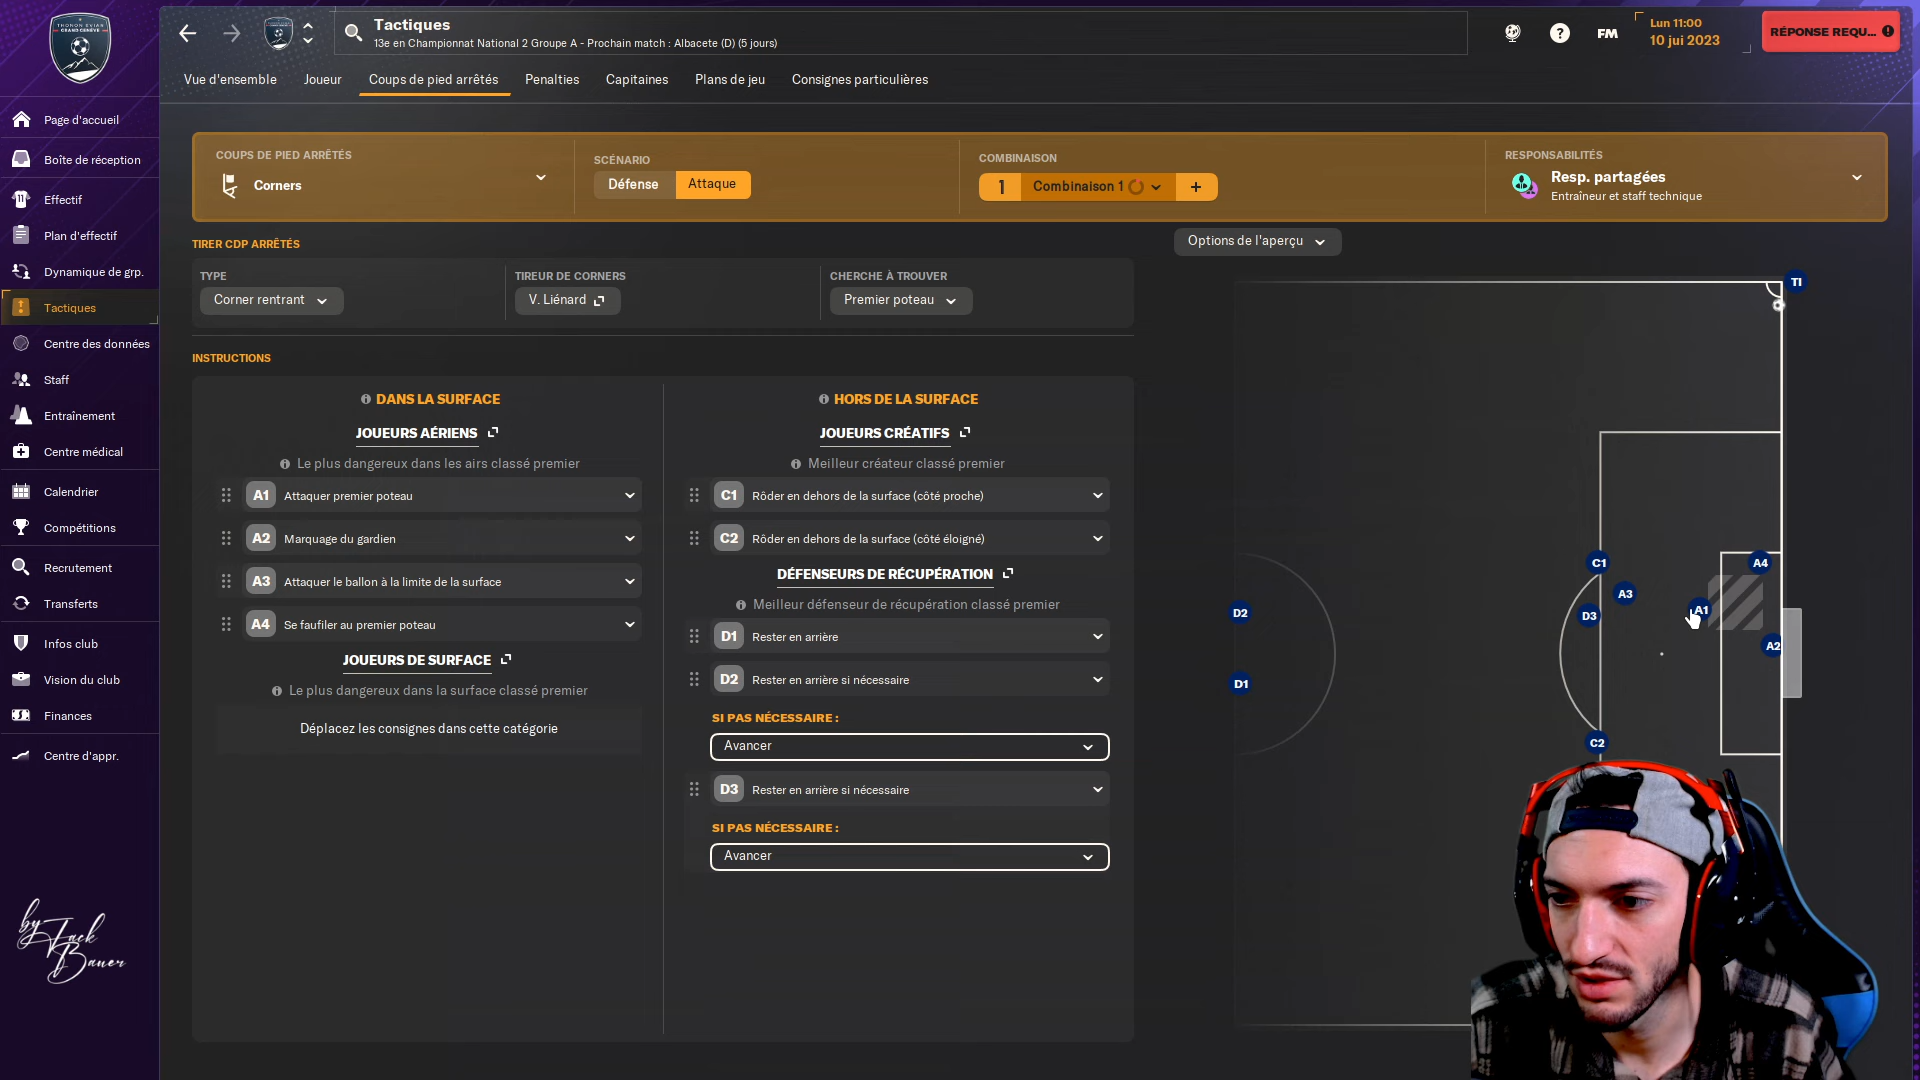 Tactiques
13e en Championnat National 2 Groupe A - Prochain match : Albacete (D) (5 jours)
FM
Lun 11:00
10 jui 2023
RÉPONSE REQU...
THONON EVIAN
GRAND GENÈVE
Vue d'ensemble
Joueur
Coups de pied arrêtés
Penalties
Capitaines
Plans de jeu
Consignes particulières
Page d'accueil
Boîte de réception
Effectif
Plan d'effectif
Dynamique de grp.
Tactiques
Centre des données
Staff
Entraînement
Centre médical
Calendrier
Compétitions
Recrutement
Transferts
Infos club
Vision du club
Finances
Centre d'appr.
by Jack Bauer
COUPS DE PIED ARRÊTÉS
Corners
SCÉNARIO
Défense
Attaque
COMBINAISON
1
Combinaison 1
+
RESPONSABILITÉS
Resp. partagées
Entraîneur et staff technique
TIRER CDP ARRÊTÉS
TYPE
Corner rentrant
TIREUR DE CORNERS
V. Liénard
CHERCHE À TROUVER
Premier poteau
Options de l'aperçu
INSTRUCTIONS
DANS LA SURFACE
JOUEURS AÉRIENS
Le plus dangereux dans les airs classé premier
A1 Attaquer premier poteau
A2 Marquage du gardien
A3 Attaquer le ballon à la limite de la surface
A4 Se faufiler au premier poteau
JOUEURS DE SURFACE
Le plus dangereux dans la surface classé premier
Déplacez les consignes dans cette catégorie
HORS DE LA SURFACE
JOUEURS CRÉATIFS
Meilleur créateur classé premier
C1 Rôder en dehors de la surface (côté proche)
C2 Rôder en dehors de la surface (côté éloigné)
DÉFENSEURS DE RÉCUPÉRATION
Meilleur défenseur de récupération classé premier
D1 Rester en arrière
D2 Rester en arrière si nécessaire
SI PAS NÉCESSAIRE :
Avancer
D3 Rester en arrière si nécessaire
SI PAS NÉCESSAIRE :
Avancer
TI
C1
A4
A3
A1
D2
D3
A2
D1
C2